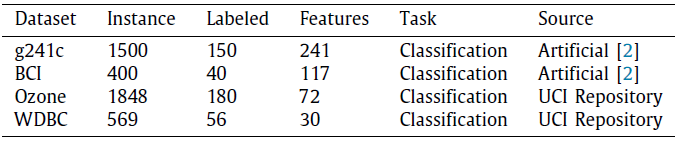 Dataset Instance Labeled Features Task Source
g241c 1500 150 241 Classification Artificial [2]
BCI 400 40 117 Classification Artificial [2]
Ozone 1848 180 72 Classification UCI Repository
WDBC 569 56 30 Classification UCI Repository